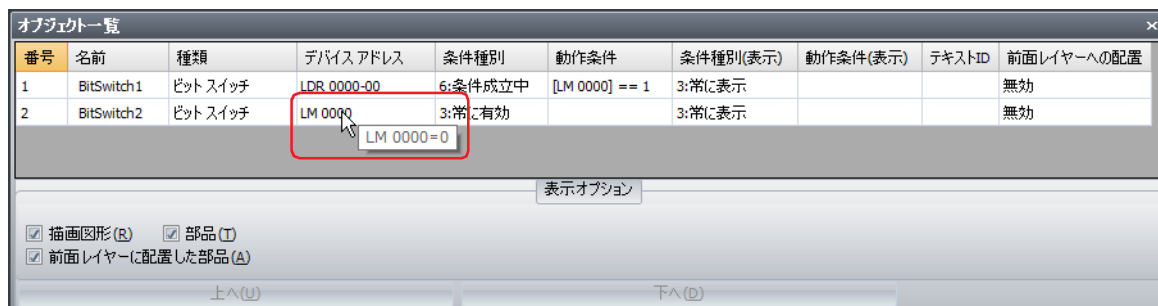 オブジェクト一覧 ×
番号 名前 種類 デバイス アドレス 条件種別 動作条件 条件種別(表示) 動作条件(表示) テキストID 前面レイヤーへの配置
1 BitSwitch1 ビット スイッチ LDR 0000-00 6:条件成立中 [LM 0000] == 1 3:常に表示 無効
2 BitSwitch2 ビット スイッチ LM 0000 3:常に有効 3:常に表示 無効
LM 0000=0
表示オプション
描画図形(R) 部品(T)
前面レイヤーに配置した部品(A)
上へ(U) 下へ(D)